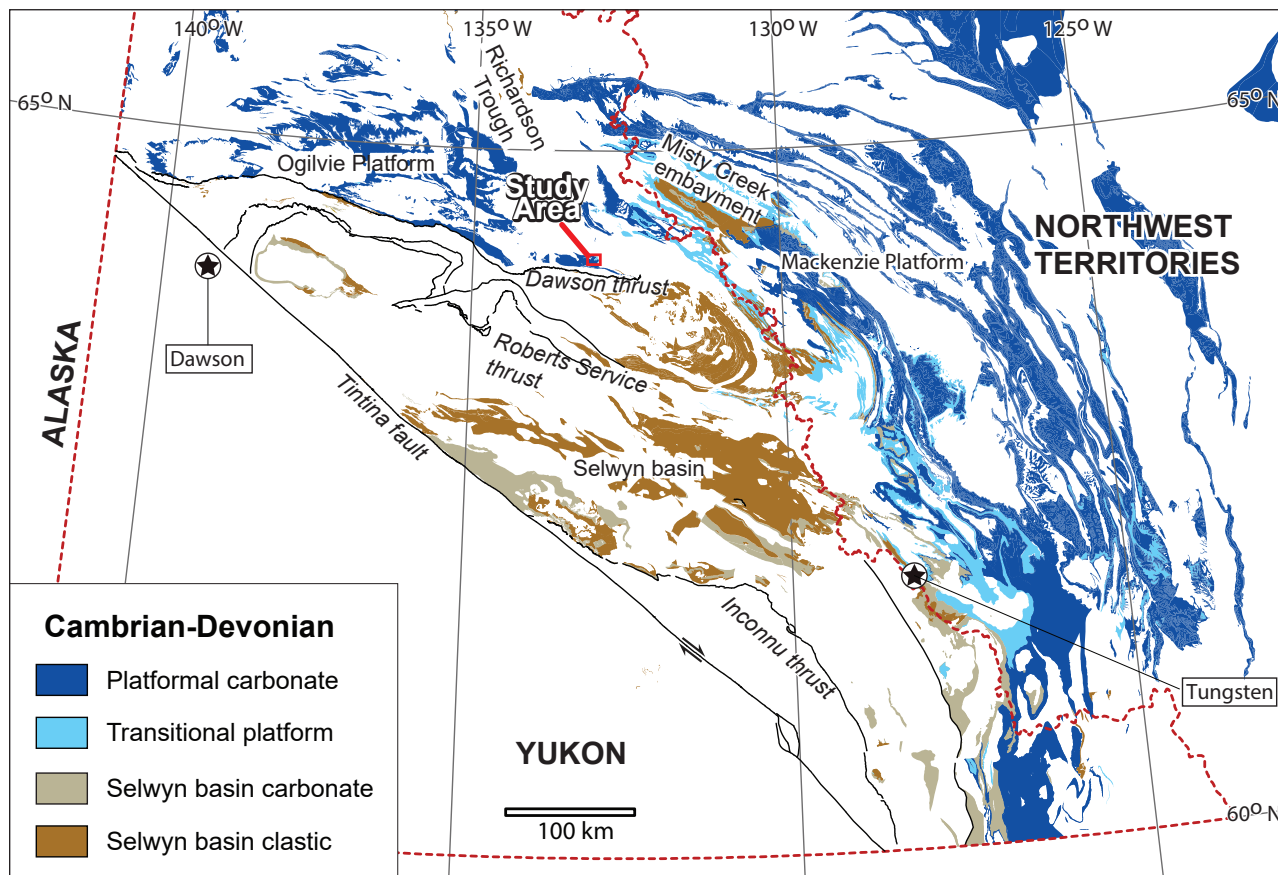 140° W
135° W
130° W
125° W
65° N
65° N
Richardson
Trough
Ogilvie Platform
Misty Creek
embayment
Study
Area
NORTHWEST
TERRITORIES
Mackenzie Platform
Dawson thrust
Dawson
Roberts Service
thrust
ALASKA
Tintina fault
Selwyn basin
Inconnu thrust
Tungsten
YUKON
100 km
60° N
Cambrian-Devonian
Platformal carbonate
Transitional platform
Selwyn basin carbonate
Selwyn basin clastic